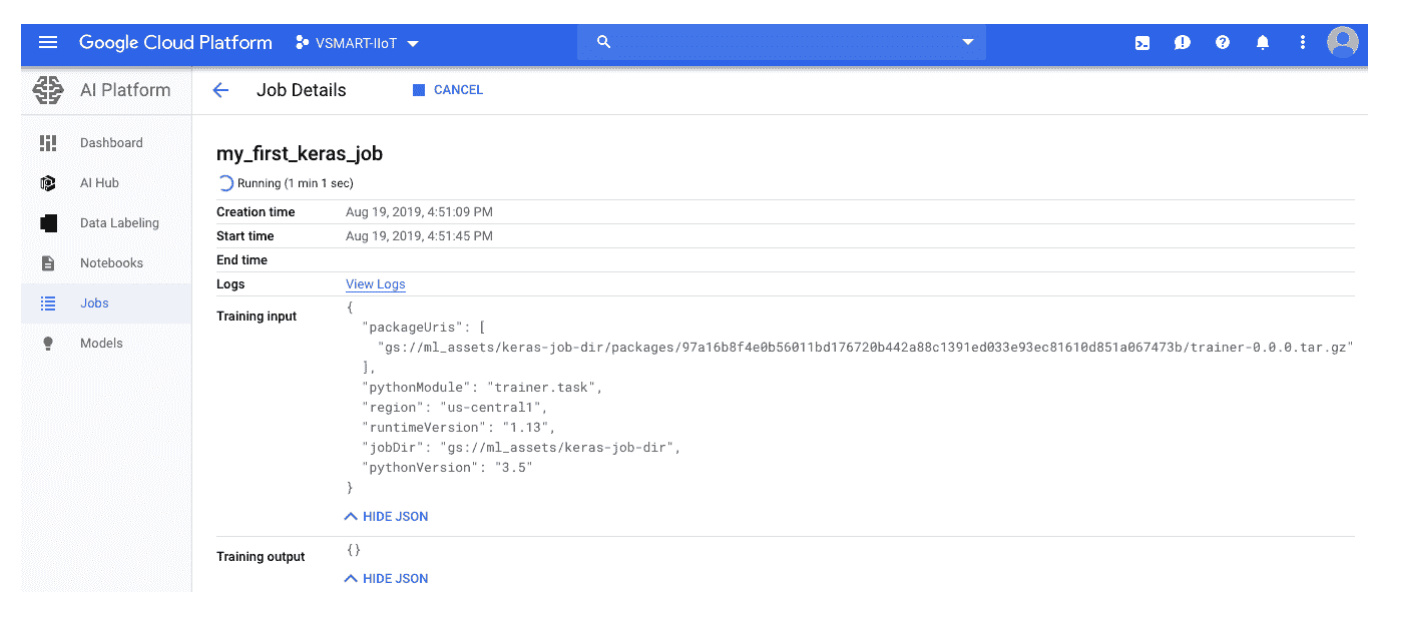 Google Cloud Platform VSMART-IIoT
AI Platform
Job Details CANCEL
Dashboard
AI Hub
Data Labeling
Notebooks
Jobs
Models
my_first_keras_job
Running (1 min 1 sec)
Creation time Aug 19, 2019, 4:51:09 PM
Start time Aug 19, 2019, 4:51:45 PM
End time
Logs View Logs
Training input {
"packageUris": [
"gs://ml_assets/keras-job-dir/packages/97a16b8f4e0b56011bd176720b442a88c1391ed033e93ec81610d851a067473b/trainer-0.0.0.tar.gz"
],
"pythonModule": "trainer.task",
"region": "us-central1",
"runtimeVersion": "1.13",
"jobDir": "gs://ml_assets/keras-job-dir",
"pythonVersion": "3.5"
}
HIDE JSON
Training output {}
HIDE JSON